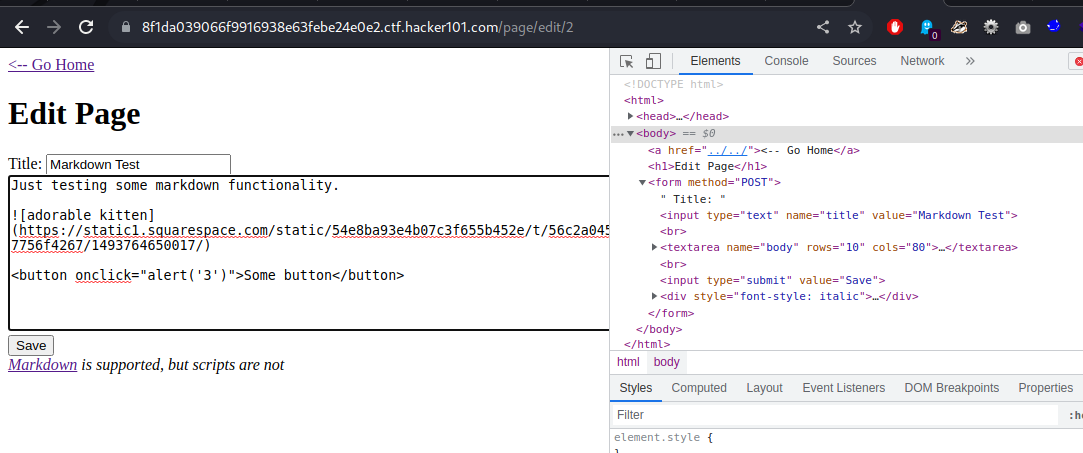 8f1da039066f9916938e63febe24e0e2.ctf.hacker101.com/page/edit/2
0
<-- Go Home
Edit Page
Title: Markdown Test
Just testing some markdown functionality.
![adorable kitten]
(https://static1.squarespace.com/static/54e8ba93e4b07c3f655b452e/t/56c2a045
7756f4267/1493764650017/)
<button onclick="alert('3')">Some button</button>
Save
Markdown is supported, but scripts are not
Elements Console Sources Network »
<!DOCTYPE html>
<html>
<head>…</head>
<body> == $0
<a href="../../"><-- Go Home</a>
<h1>Edit Page</h1>
<form method="POST">
" Title: "
<input type="text" name="title" value="Markdown Test">
<br>
<textarea name="body" rows="10" cols="80">…</textarea>
<br>
<input type="submit" value="Save">
<div style="font-style: italic">…</div>
</form>
</body>
</html>
html body
Styles Computed Layout Event Listeners DOM Breakpoints Properties
Filter
element.style {
}